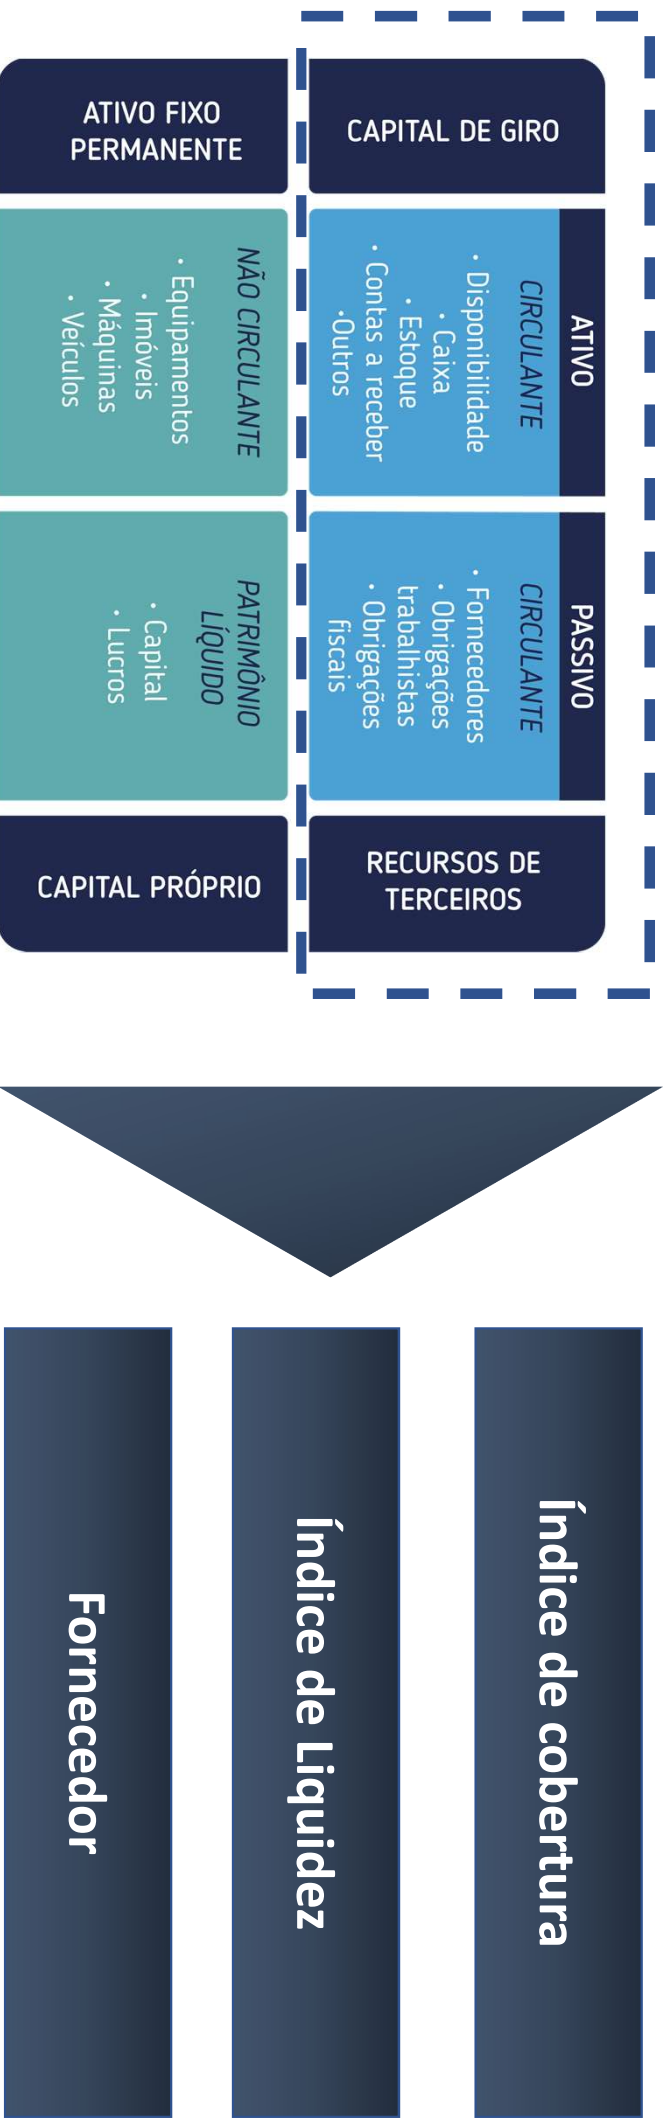 CAPITAL DE GIRO
ATIVO
CIRCULANTE
• Disponibilidade
• Caixa
• Estoque
• Contas a receber
•Outros
PASSIVO
CIRCULANTE
• Fornecedores
• Obrigações
trabalhistas
• Obrigações
fiscais
RECURSOS DE
TERCEIROS
ATIVO FIXO
PERMANENTE
NÃO CIRCULANTE
• Equipamentos
• Imóveis
• Máquinas
• Veículos
PATRIMÔNIO
LÍQUIDO
• Capital
• Lucros
CAPITAL PRÓPRIO
Índice de cobertura
Índice de Liquidez
Fornecedor